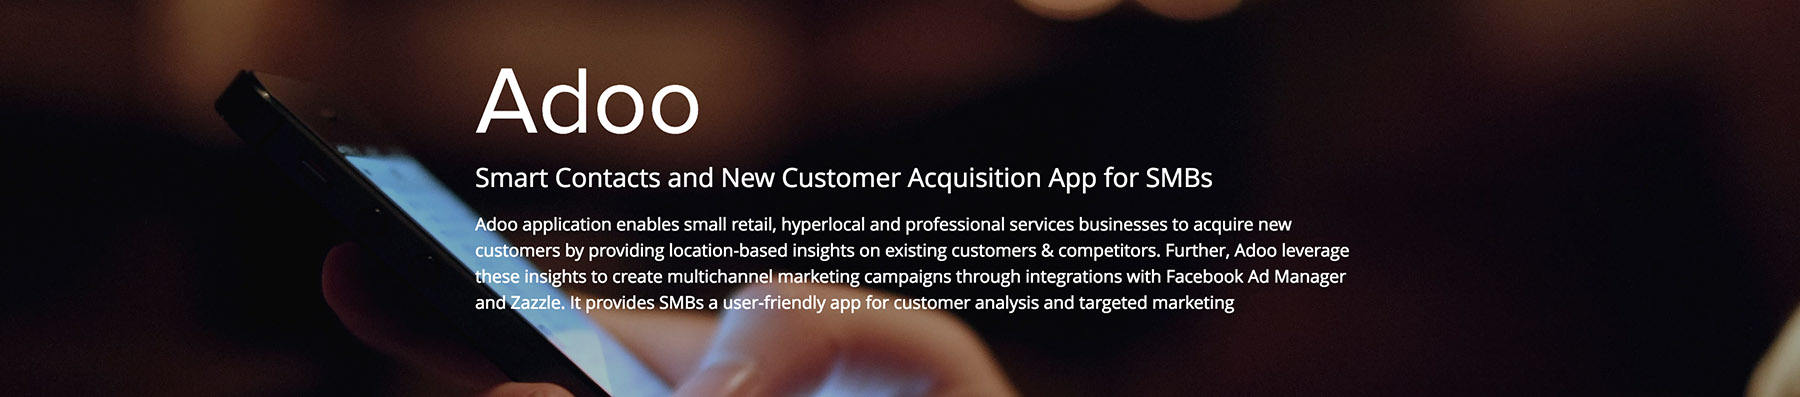 Adoo
Smart Contacts and New Customer Acquisition App for SMBs
Adoo application enables small retail, hyperlocal and professional services businesses to acquire new
customers by providing location-based insights on existing customers & competitors. Further, Adoo leverage
these insights to create multichannel marketing campaigns through integrations with Facebook Ad Manager
and Zazzle. It provides SMBs a user-friendly app for customer analysis and targeted marketing